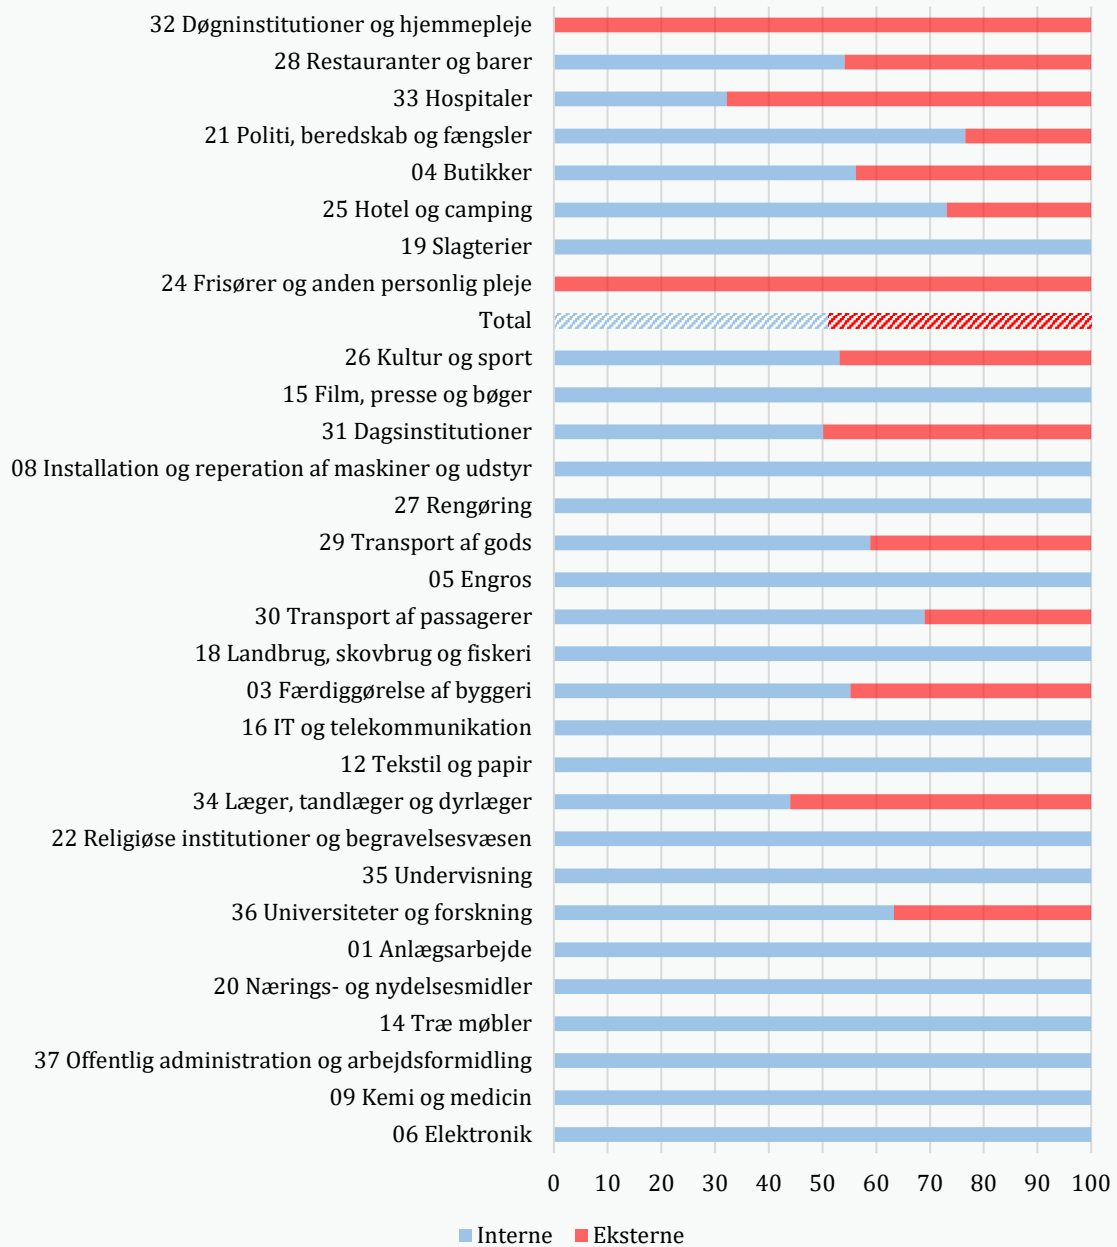 32 Døgninstitutioner og hjemmepleje
28 Restauranter og barer
33 Hospitaler
21 Politi, beredskab og fængsler
04 Butikker
25 Hotel og camping
19 Slagterier
24 Frisører og anden personlig pleje
Total
26 Kultur og sport
15 Film, presse og bøger
31 Dagsinstitutioner
08 Installation og reperation af maskiner og udstyr
27 Rengøring
29 Transport af gods
05 Engros
30 Transport af passagerer
18 Landbrug, skovbrug og fiskeri
03 Færdiggørelse af byggeri
16 IT og telekommunikation
12 Tekstil og papir
34 Læger, tandlæger og dyrlæger
22 Religiøse institutioner og begravelsesvæsen
35 Undervisning
36 Universiteter og forskning
01 Anlægsarbejde
20 Nærings- og nydelsesmidler
14 Træ møbler
37 Offentlig administration og arbejdsformidling
09 Kemi og medicin
06 Elektronik
0 10 20 30 40 50 60 70 80 90 100
Interne Eksterne